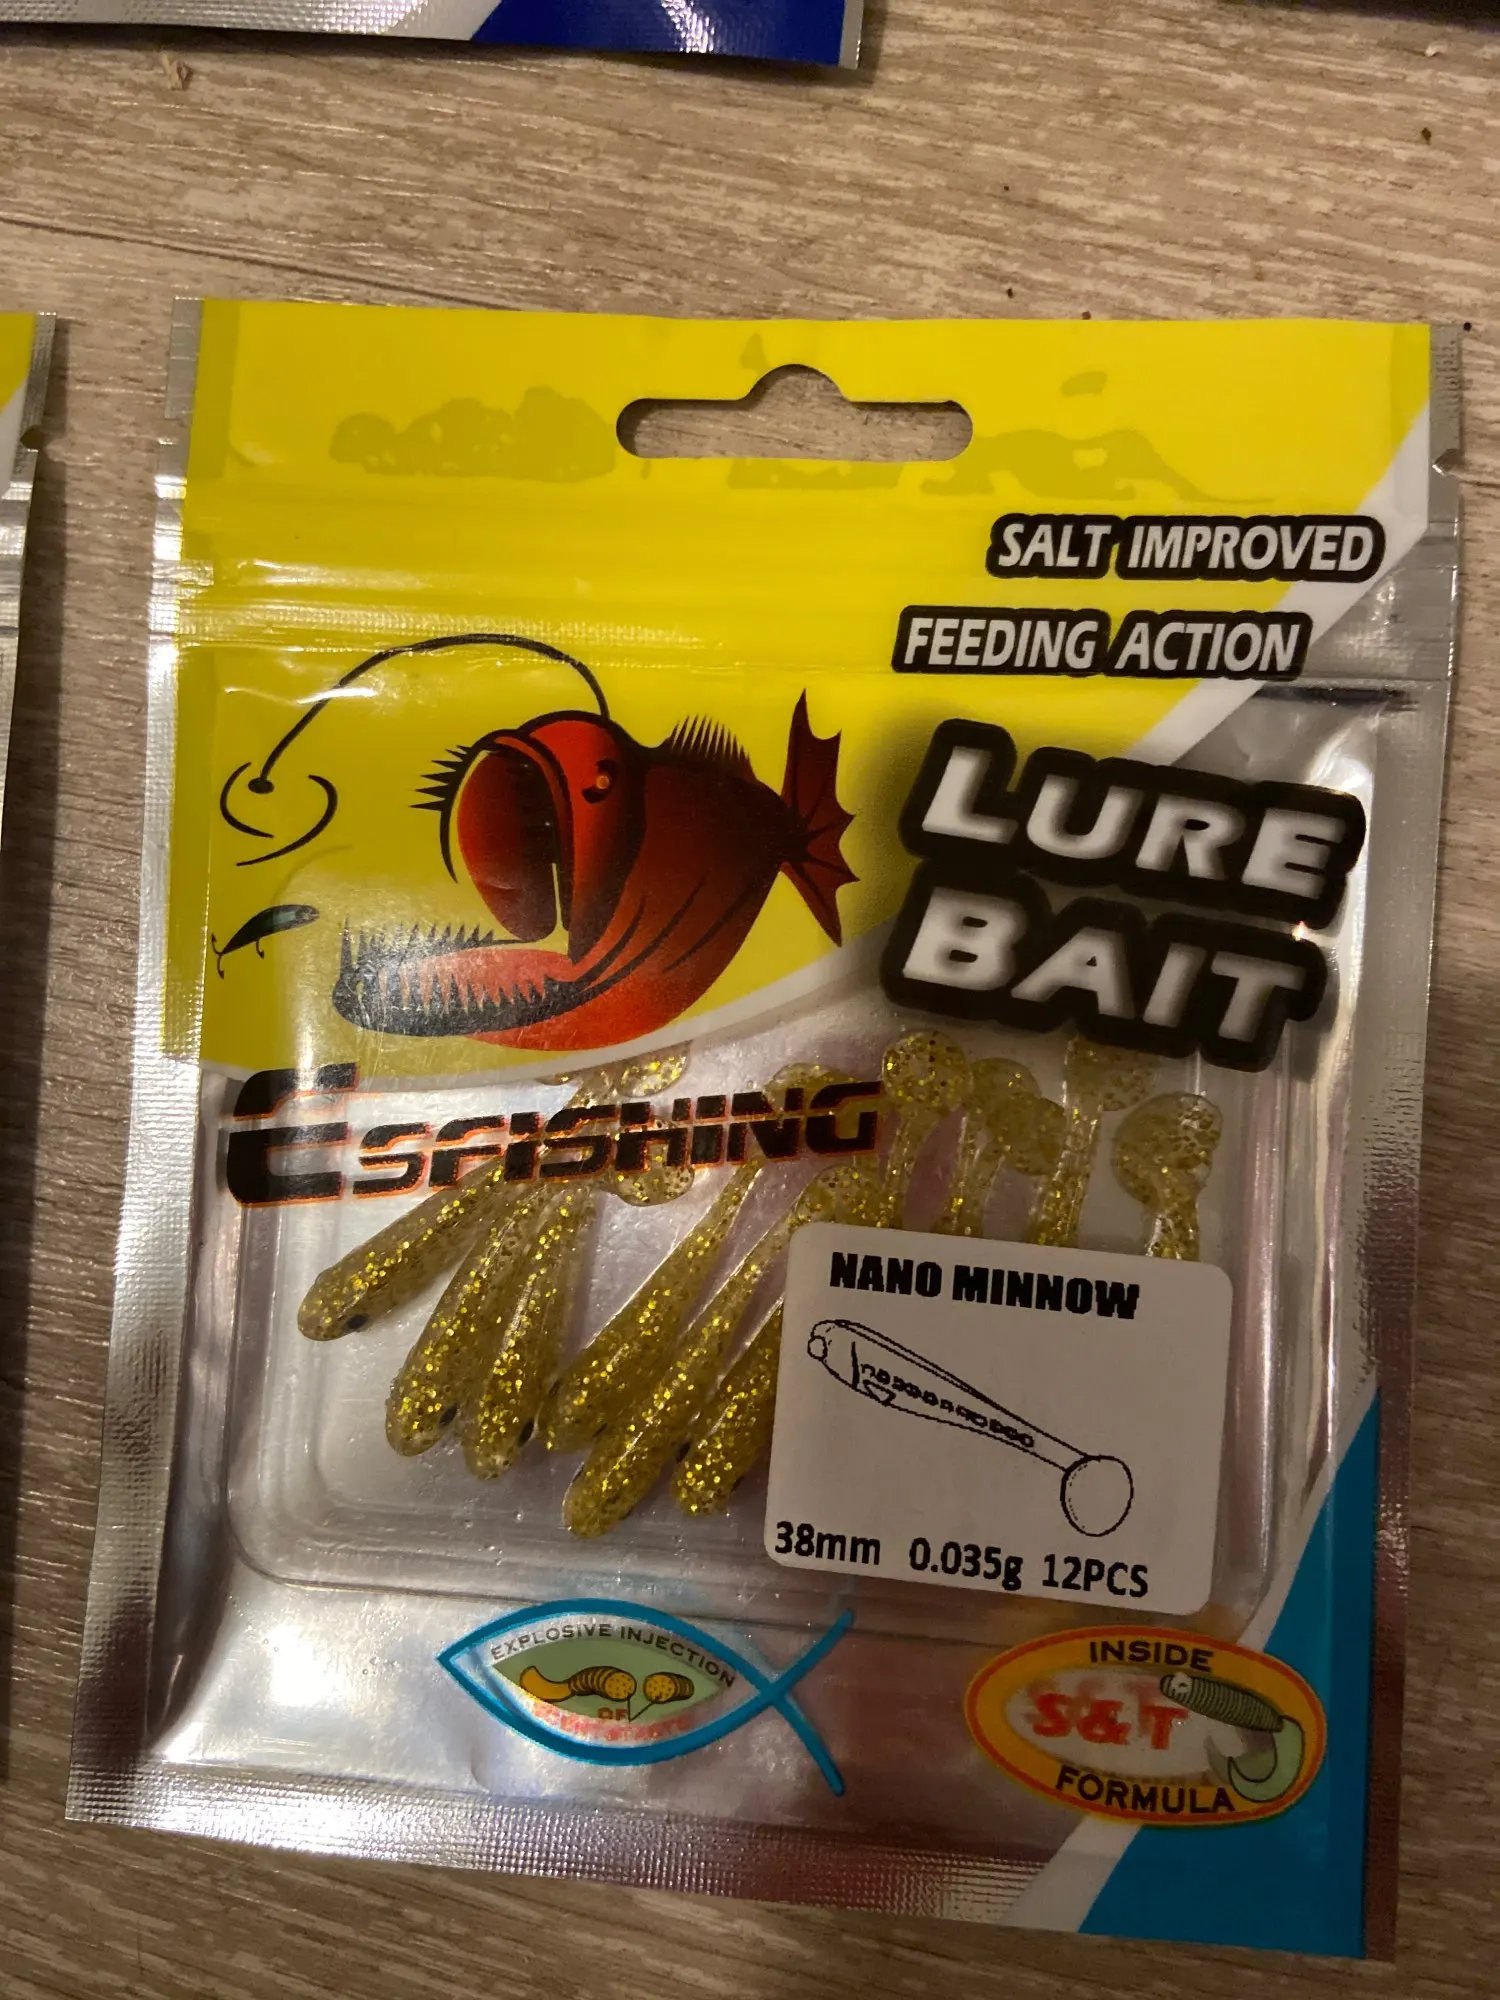 SALT IMPROVED
FEEDING ACTION
LURE
BAIT
ESFISHING
NANO MINNOW
38mm 0.035g 12PCS
EXPLOSIVE INJECTION
OF
INSIDE
S&T
FORMULA